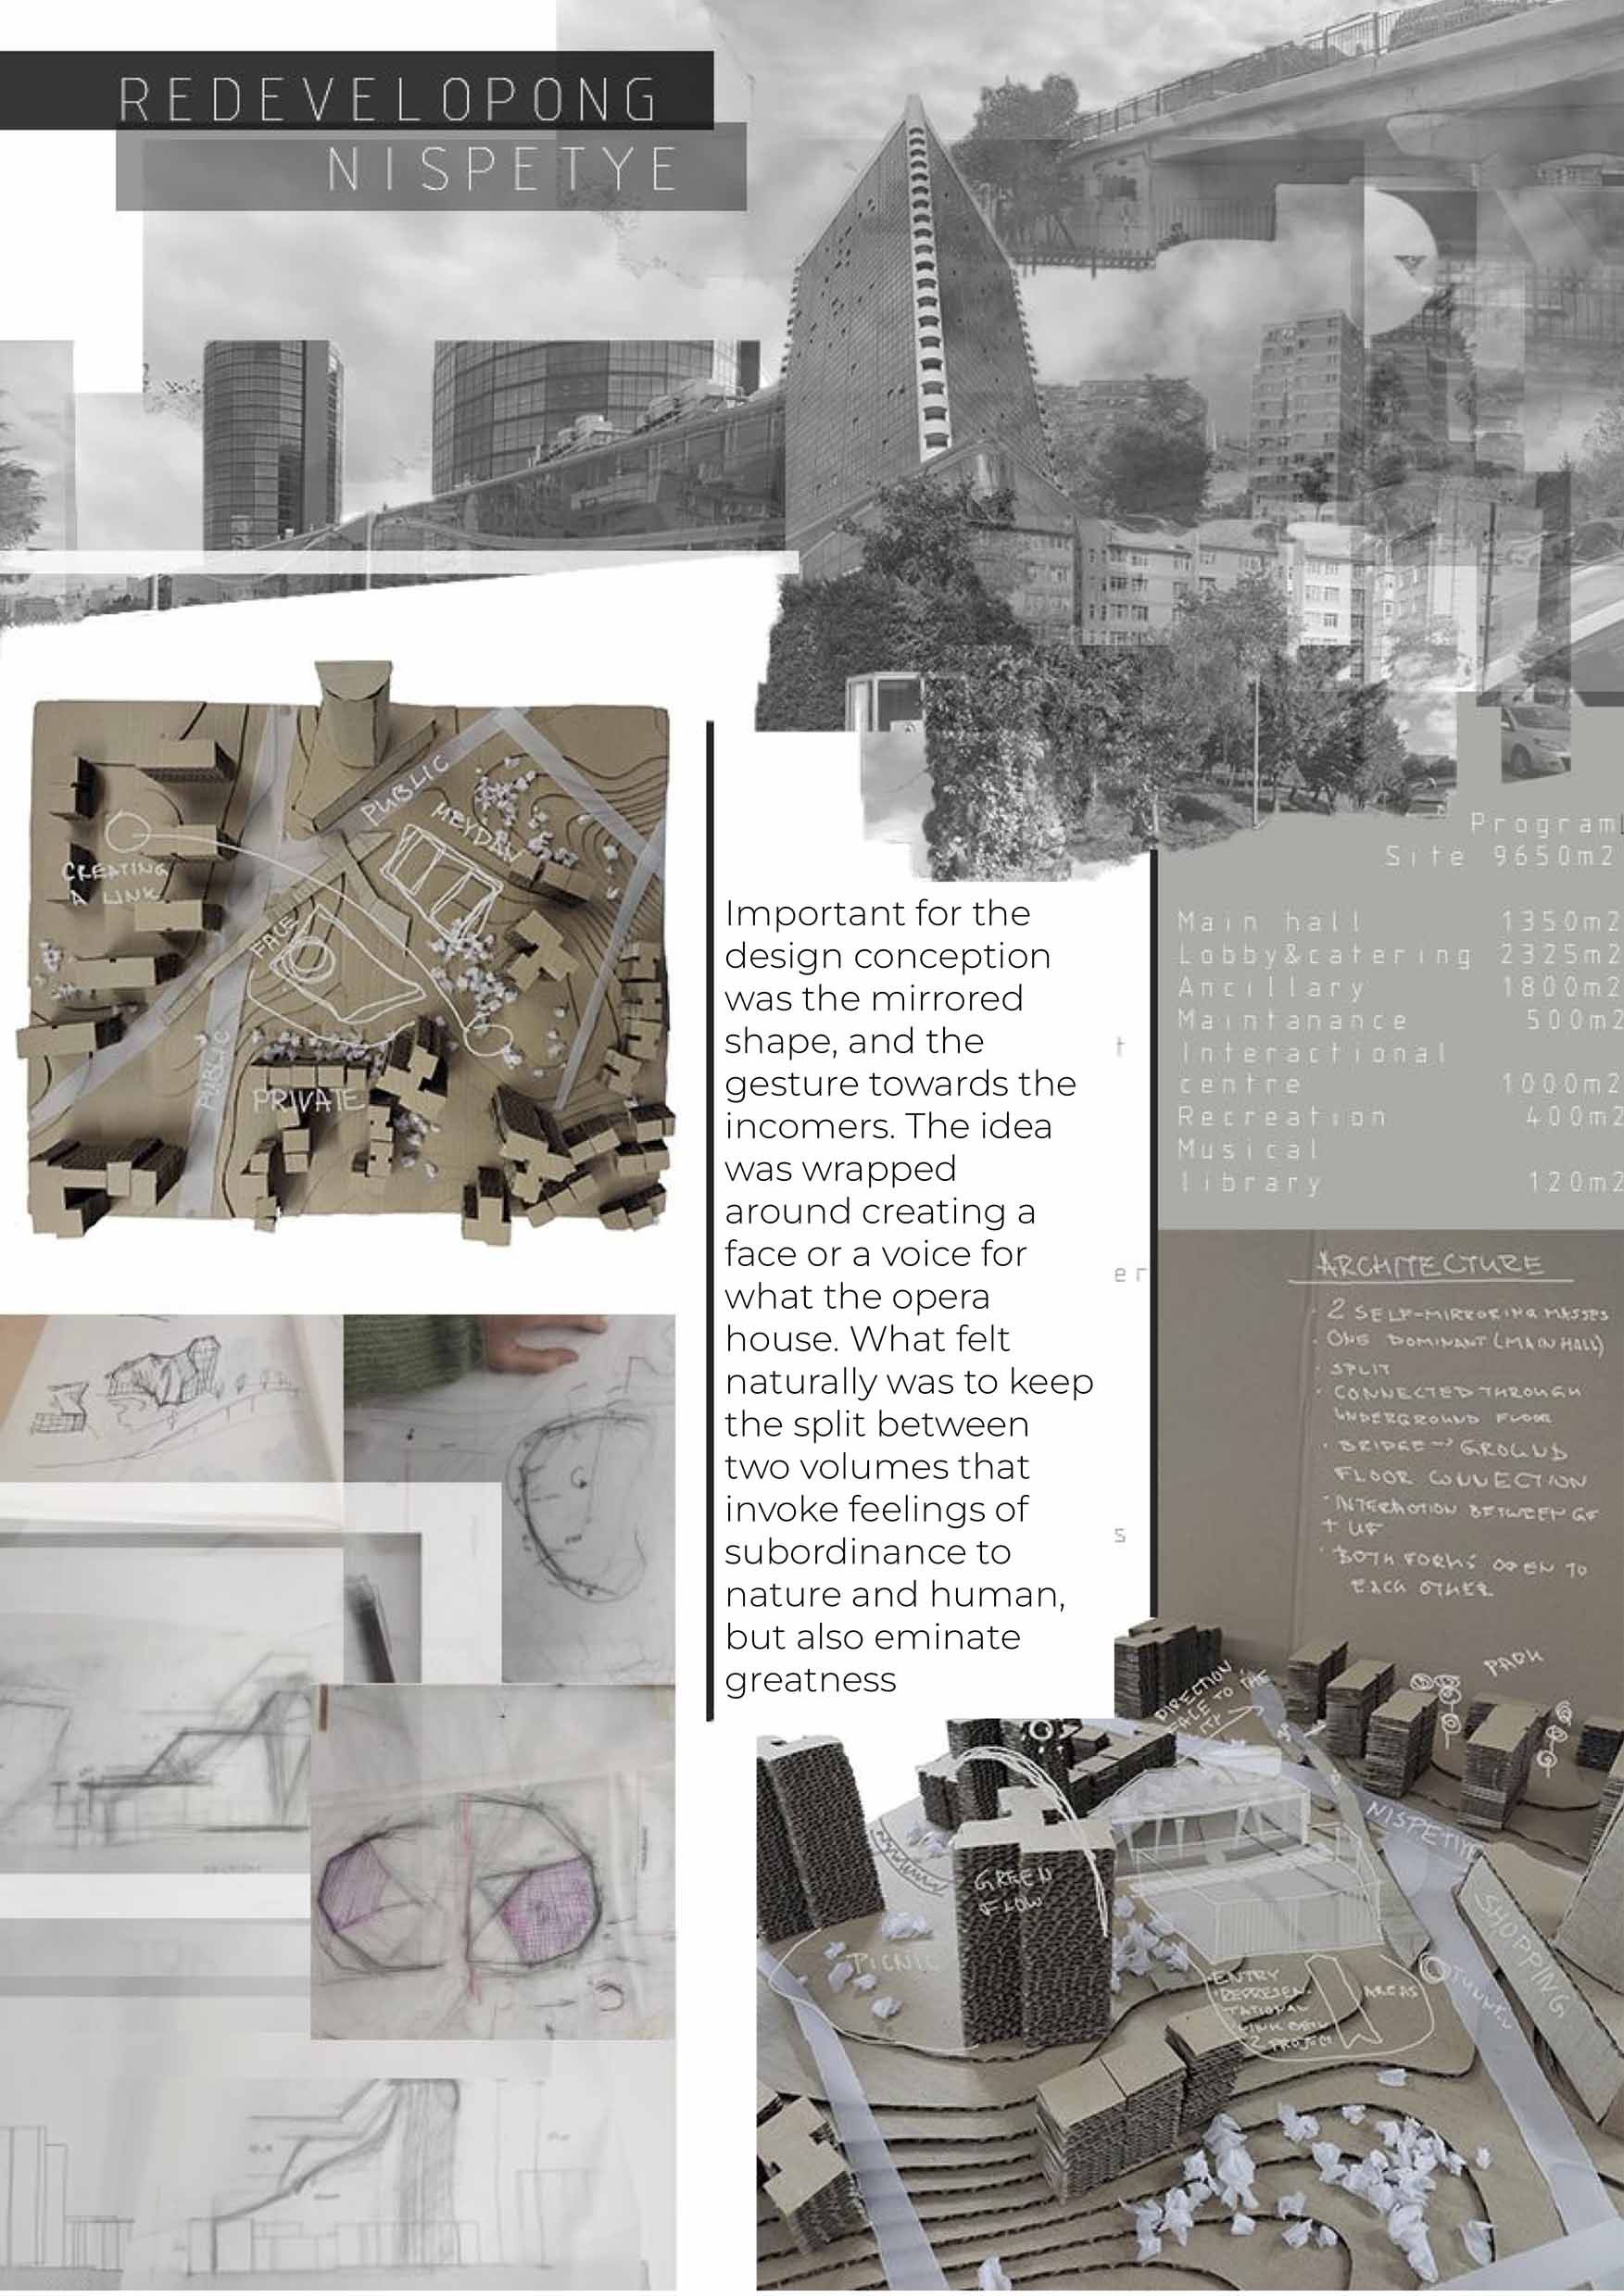 REDEVELOPONG
NISPETYE
PUBLIC
MEYDAN
CREATING
A LINK
FACE
PUBLIC
PRIVATE
Important for the
design conception
was the mirrored
shape, and the
gesture towards the
incomers. The idea
was wrapped
around creating a
face or a voice for
what the opera
house. What felt
naturally was to keep
the split between
two volumes that
invoke feelings of
subordinance to
nature and human,
but also eminate
greatness
t
er
s
Program
Site 9650m2
Main hall 1350m2
Lobby&catering 2325m2
Ancillary 1800m2
Maintanance 500m2
Interactional
centre 1000m2
Recreation 400m2
Musical
library 120m2
ARCHITECTURE
· 2 SELF-MIRRORING MASSES
· ONE DOMINANT (MAIN HALL)
· SPLIT
· CONNECTED THROUGH
UNDERGROUND FLOOR
· BRIDGE → GROUND
FLOOR CONNECTION
· INTERACTION BETWEEN GF
+ UF
· BOTH FORMS OPEN TO
EACH OTHER
PARK
DIRECTION
FACE TO THE
NISPETIYE
GREEN
FLOW
PICNIC
SHOPPING
TUNNEL
ENTRY
REPRESEN-
TATIONAL
LINK
2 PROJECT
AREAS